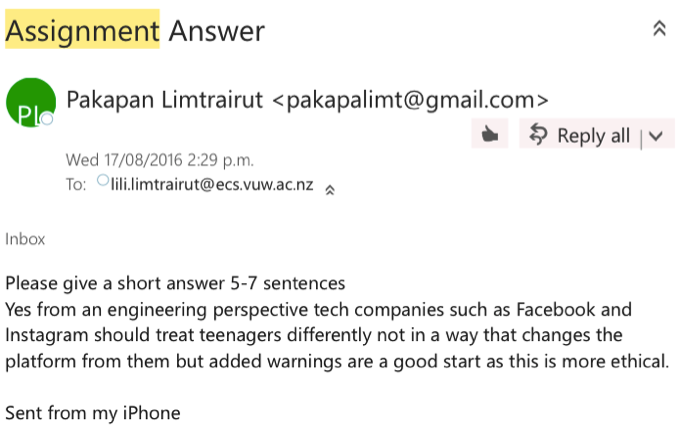 Assignment Answer
Pakapan Limtrairut <pakapalimt@gmail.com>
PL
Reply all
Wed 17/08/2016 2:29 p.m.
To: lili.limtrairut@ecs.vuw.ac.nz
Inbox
Please give a short answer 5-7 sentences
Yes from an engineering perspective tech companies such as Facebook and
Instagram should treat teenagers differently not in a way that changes the
platform from them but added warnings are a good start as this is more ethical.
Sent from my iPhone